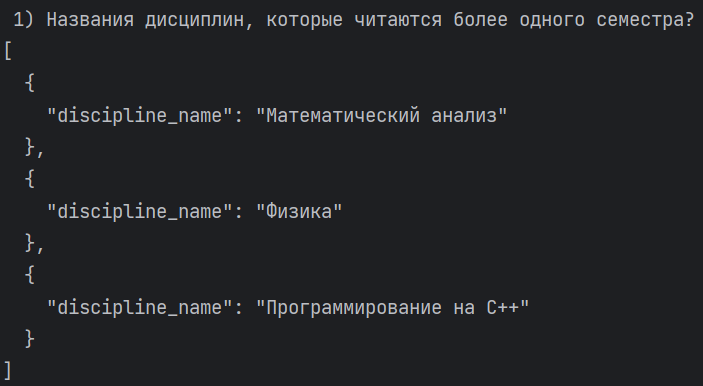 1) Названия дисциплин, которые читаются более одного семестра?
[
  {
    "discipline_name": "Математический анализ"
  },
  {
    "discipline_name": "Физика"
  },
  {
    "discipline_name": "Программирование на C++"
  }
]